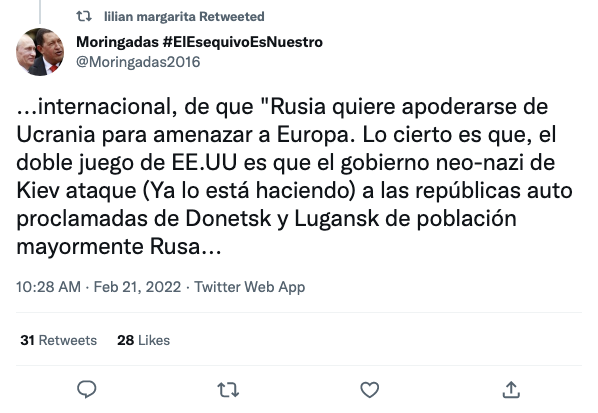 lilian margarita Retweeted
Moringadas #ElEsequivoEsNuestro
@Moringadas2016
...internacional, de que "Rusia quiere apoderarse de
Ucrania para amenazar a Europa. Lo cierto es que, el
doble juego de EE.UU es que el gobierno neo-nazi de
Kiev ataque (Ya lo está haciendo) a las repúblicas auto
proclamadas de Donetsk y Lugansk de población
mayormente Rusa...
10:28 AM · Feb 21, 2022 · Twitter Web App
31 Retweets 28 Likes